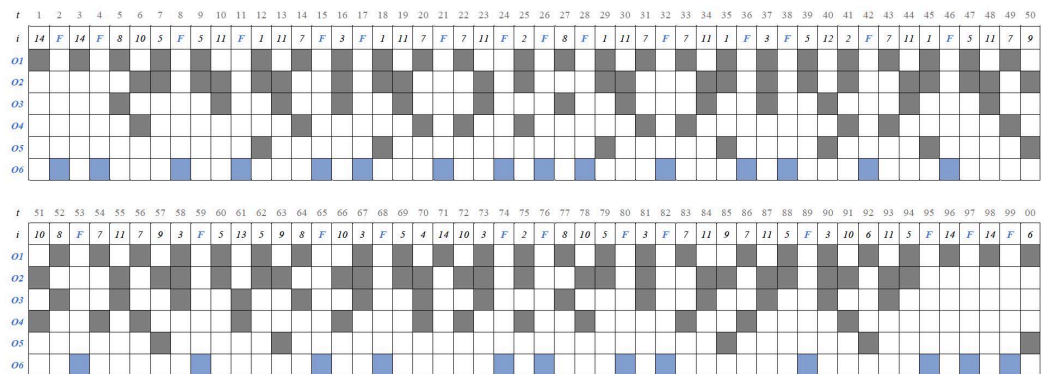 t 1 2 3 4 5 6 7 8 9 10 11 12 13 14 15 16 17 18 19 20 21 22 23 24 25 26 27 28 29 30 31 32 33 34 35 36 37 38 39 40 41 42 43 44 45 46 47 48 49 50
i 14 F 14 F 8 10 5 F 5 11 F 1 11 7 F 3 F 1 11 7 F 7 11 F 2 F 8 F 1 11 7 F 7 11 1 F 3 F 5 12 2 F 7 11 1 F 5 11 7 9
O1
O2
O3
O4
O5
O6
t 51 52 53 54 55 56 57 58 59 60 61 62 63 64 65 66 67 68 69 70 71 72 73 74 75 76 77 78 79 80 81 82 83 84 85 86 87 88 89 90 91 92 93 94 95 96 97 98 99 00
i 10 8 F 7 11 7 9 3 F 5 13 5 9 8 F 10 3 F 5 4 14 10 3 F 2 F 8 10 5 F 3 F 7 11 9 7 11 5 F 3 10 6 11 5 F 14 F 14 F 6
O1
O2
O3
O4
O5
O6